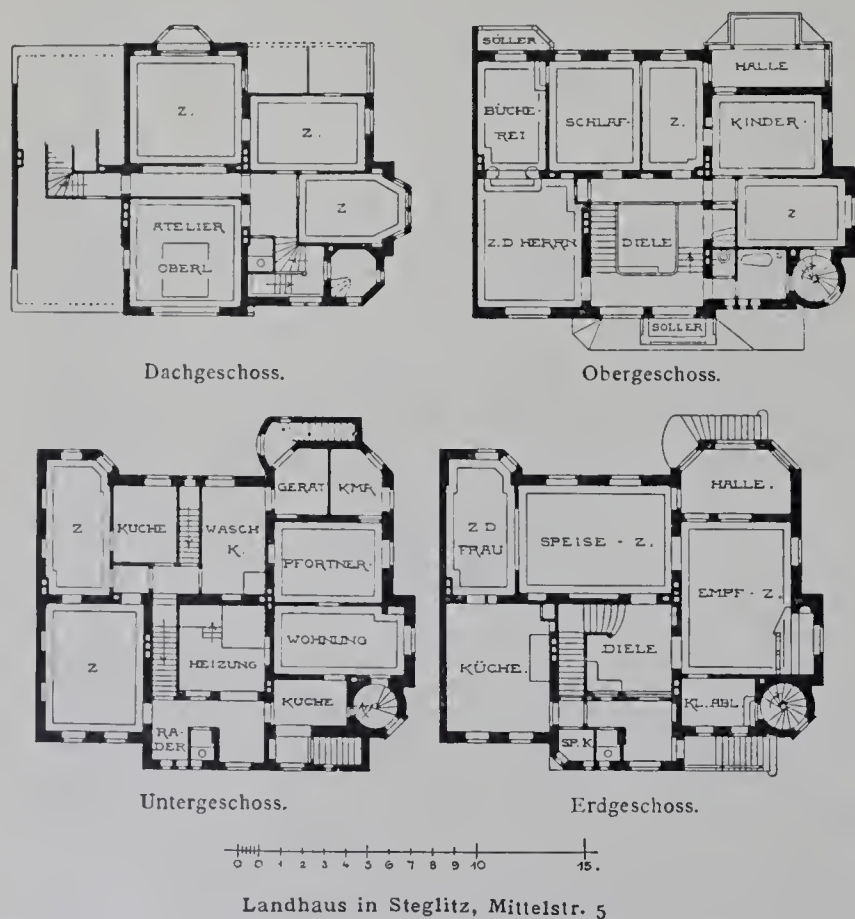 Z.
Z.
Z
ATELIER
OBERL
Dachgeschoss.
SÖLLER
HALLE
BÜCHE-
REI
SCHLAF-
Z.
KINDER-
Z.D HERRN
DIELE
Z
SÖLLER
Obergeschoss.
GERÄT
KMR
Z
KÜCHE
WASCH
K.
PFÖRTNER-
Z
HEIZUNG
WOHNUNG
KÜCHE
RÄ-
DER
Untergeschoss.
HALLE.
Z D
FRAU
SPEISE - Z.
EMPF - Z.
KÜCHE.
DIELE
KL. ABL
SP.K
Erdgeschoss.
0 0 1 2 3 4 5 6 7 8 9 10 15.
Landhaus in Steglitz, Mittelstr. 5